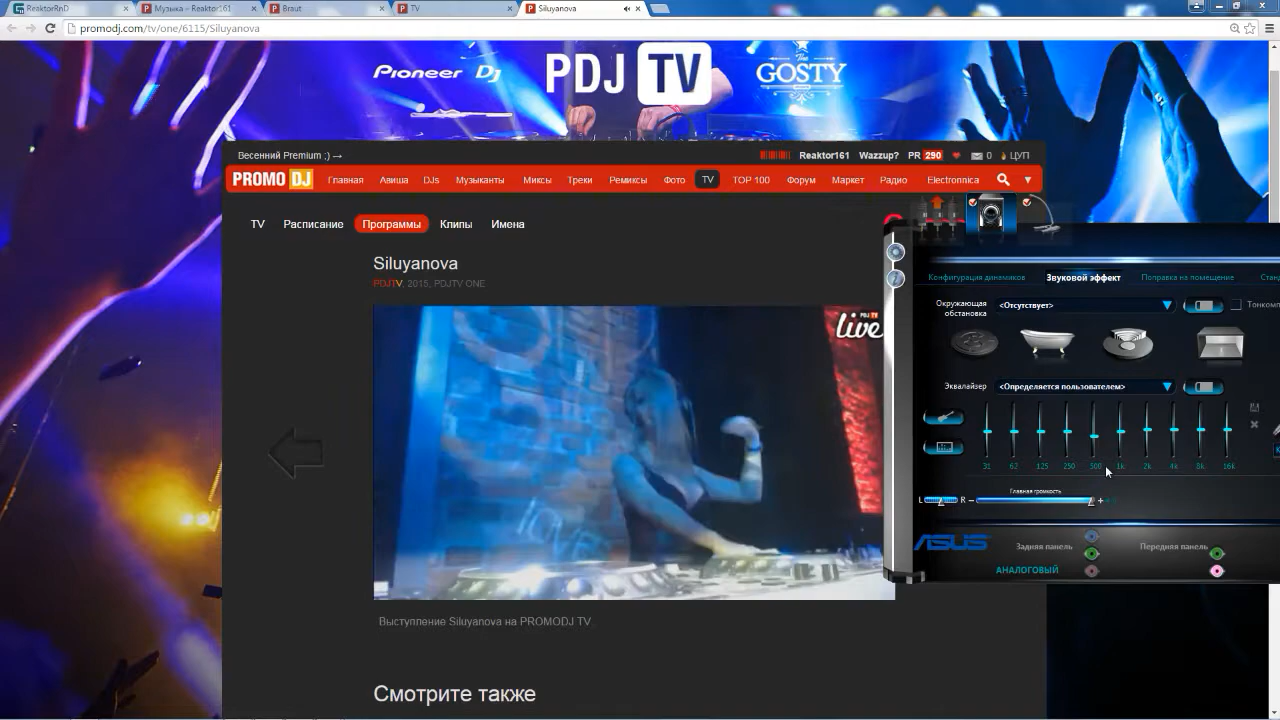 ReaktorRnD
Музыка – Reaktor161
Braut
TV
Siluyanova
promodj.com/tv/one/6115/Siluyanova
Pioneer Dj
PDJ TV
The GOSTY
Весенний Premium ;) →
Reaktor161 Wazzup? PR 290 0 ЦУП
PROMO DJ Главная Авиша DJs Музыканты Миксы Треки Ремиксы Фото TV TOP 100 Форум Маркет Радио Electronnica
TV Расписание Программы Клипы Имена
Siluyanova
PDJTV, 2015, PDJTV ONE
PDJ TV
live
Выступление Siluyanova на PROMODJ TV
Смотрите также
Конфигурация динамиков Звуковой эффект Поправка на помещение
Окружающая обстановка <Отсутствует>
Эквалайзер <Определяется пользователем>
31 62 125 250 500 1k 2k 4k 8k 16k
Главная громкость
L R – +
ASUS
Задняя панель Передняя панель
АНАЛОГОВЫЙ